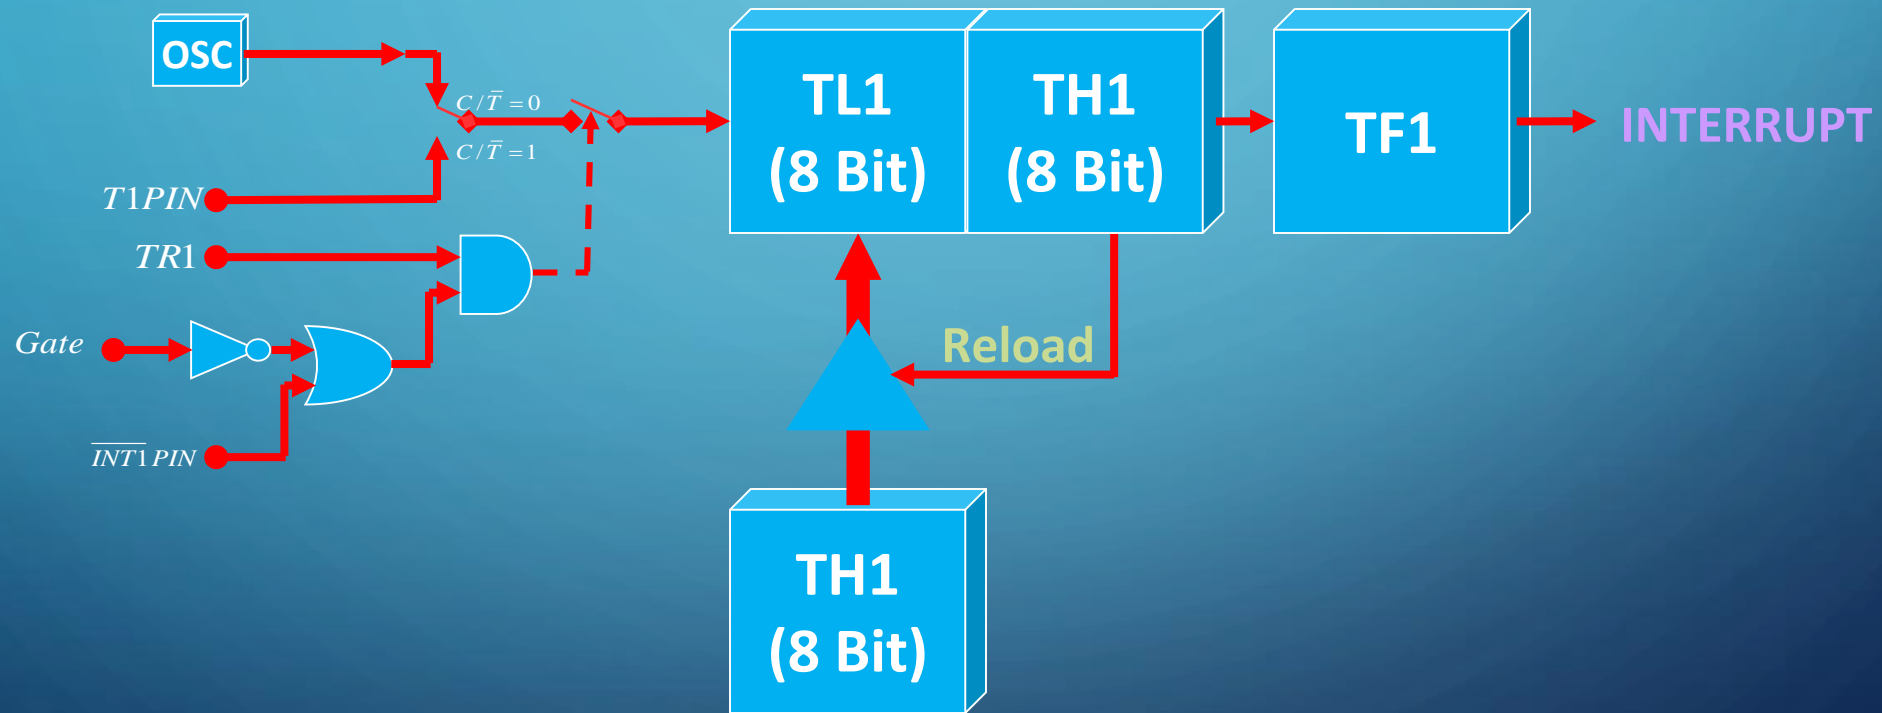 OSC
TL1
(8 Bit)
TH1
(8 Bit)
TF1
INTERRUPT
C/T̅ = 0
C/T̅ = 1
T1PIN
TR1
Gate
I̅N̅T̅1̅PIN
Reload
TH1
(8 Bit)